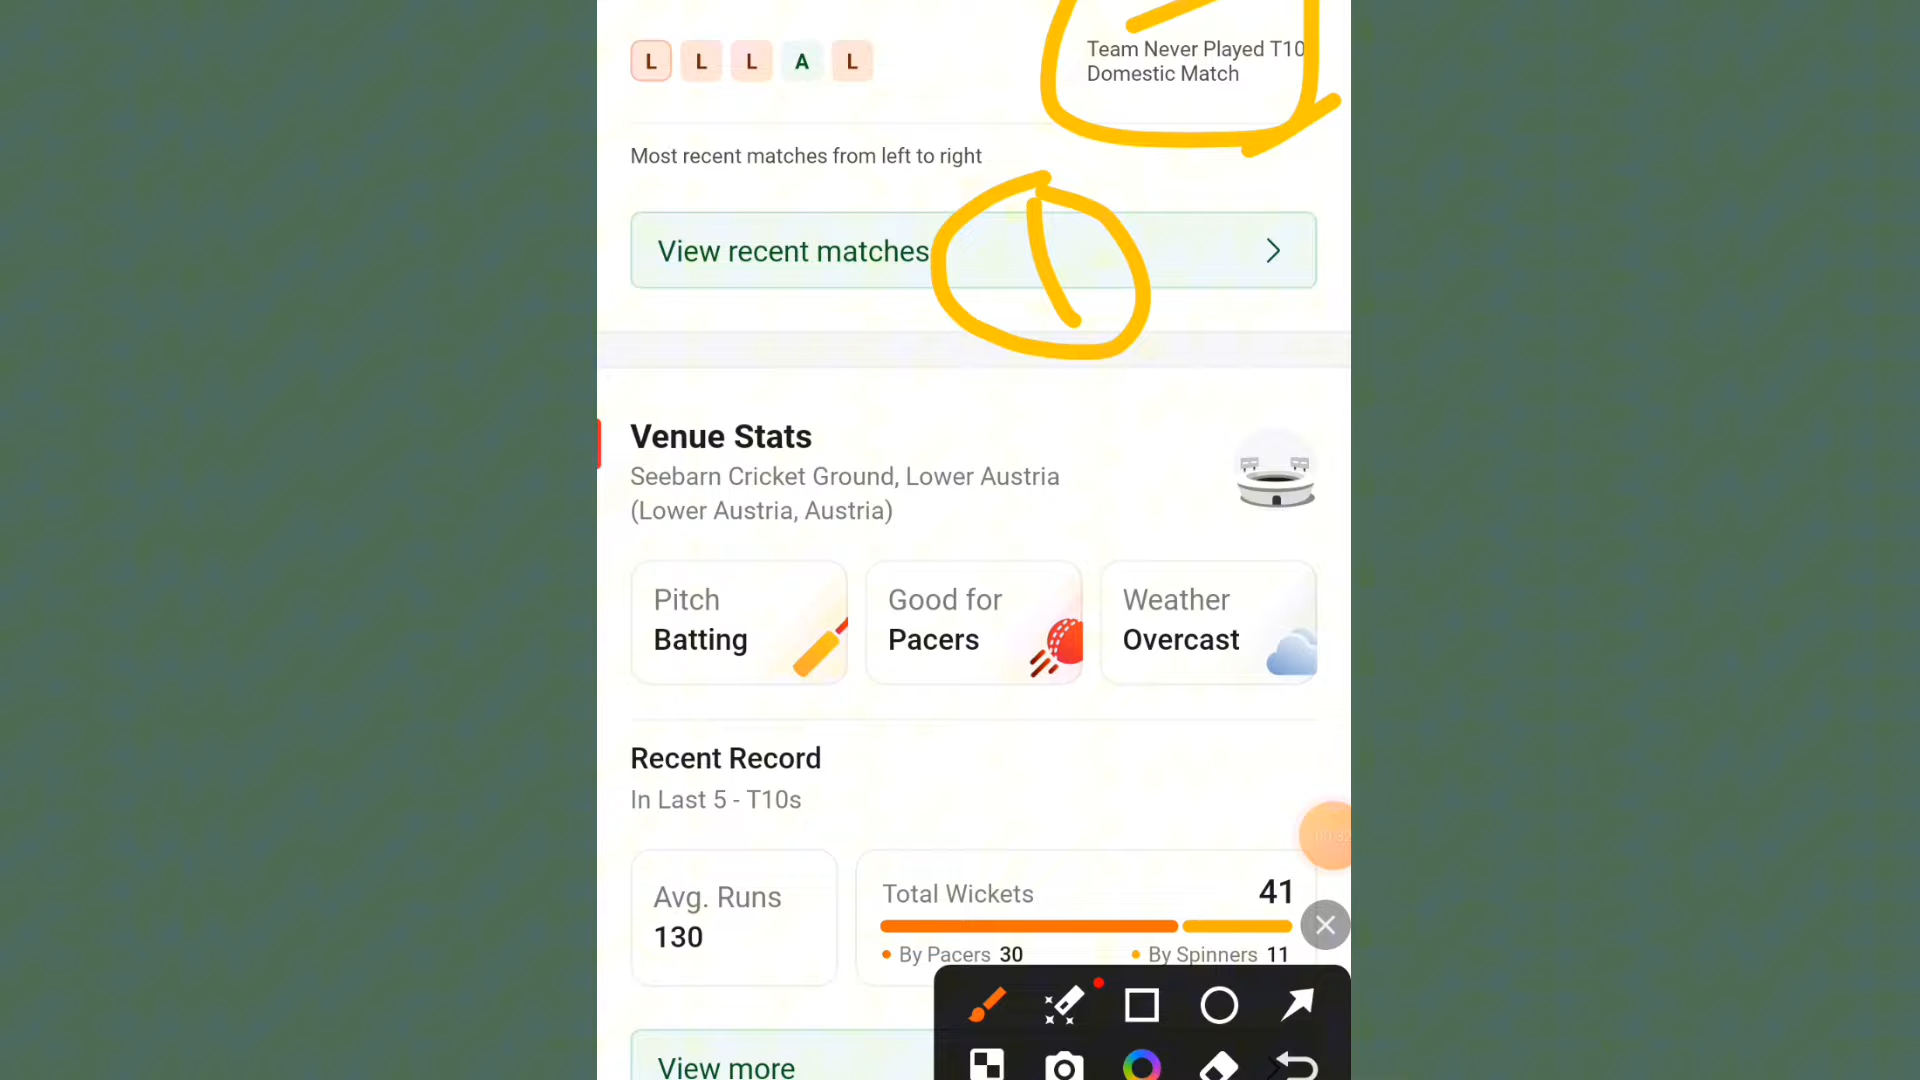 L L L A L
Team Never Played T10
Domestic Match
Most recent matches from left to right
View recent matches
Venue Stats
Seebarn Cricket Ground, Lower Austria
(Lower Austria, Austria)
Pitch
Batting
Good for
Pacers
Weather
Overcast
Recent Record
In Last 5 - T10s
Avg. Runs
130
Total Wickets 41
By Pacers 30
By Spinners 11
View more